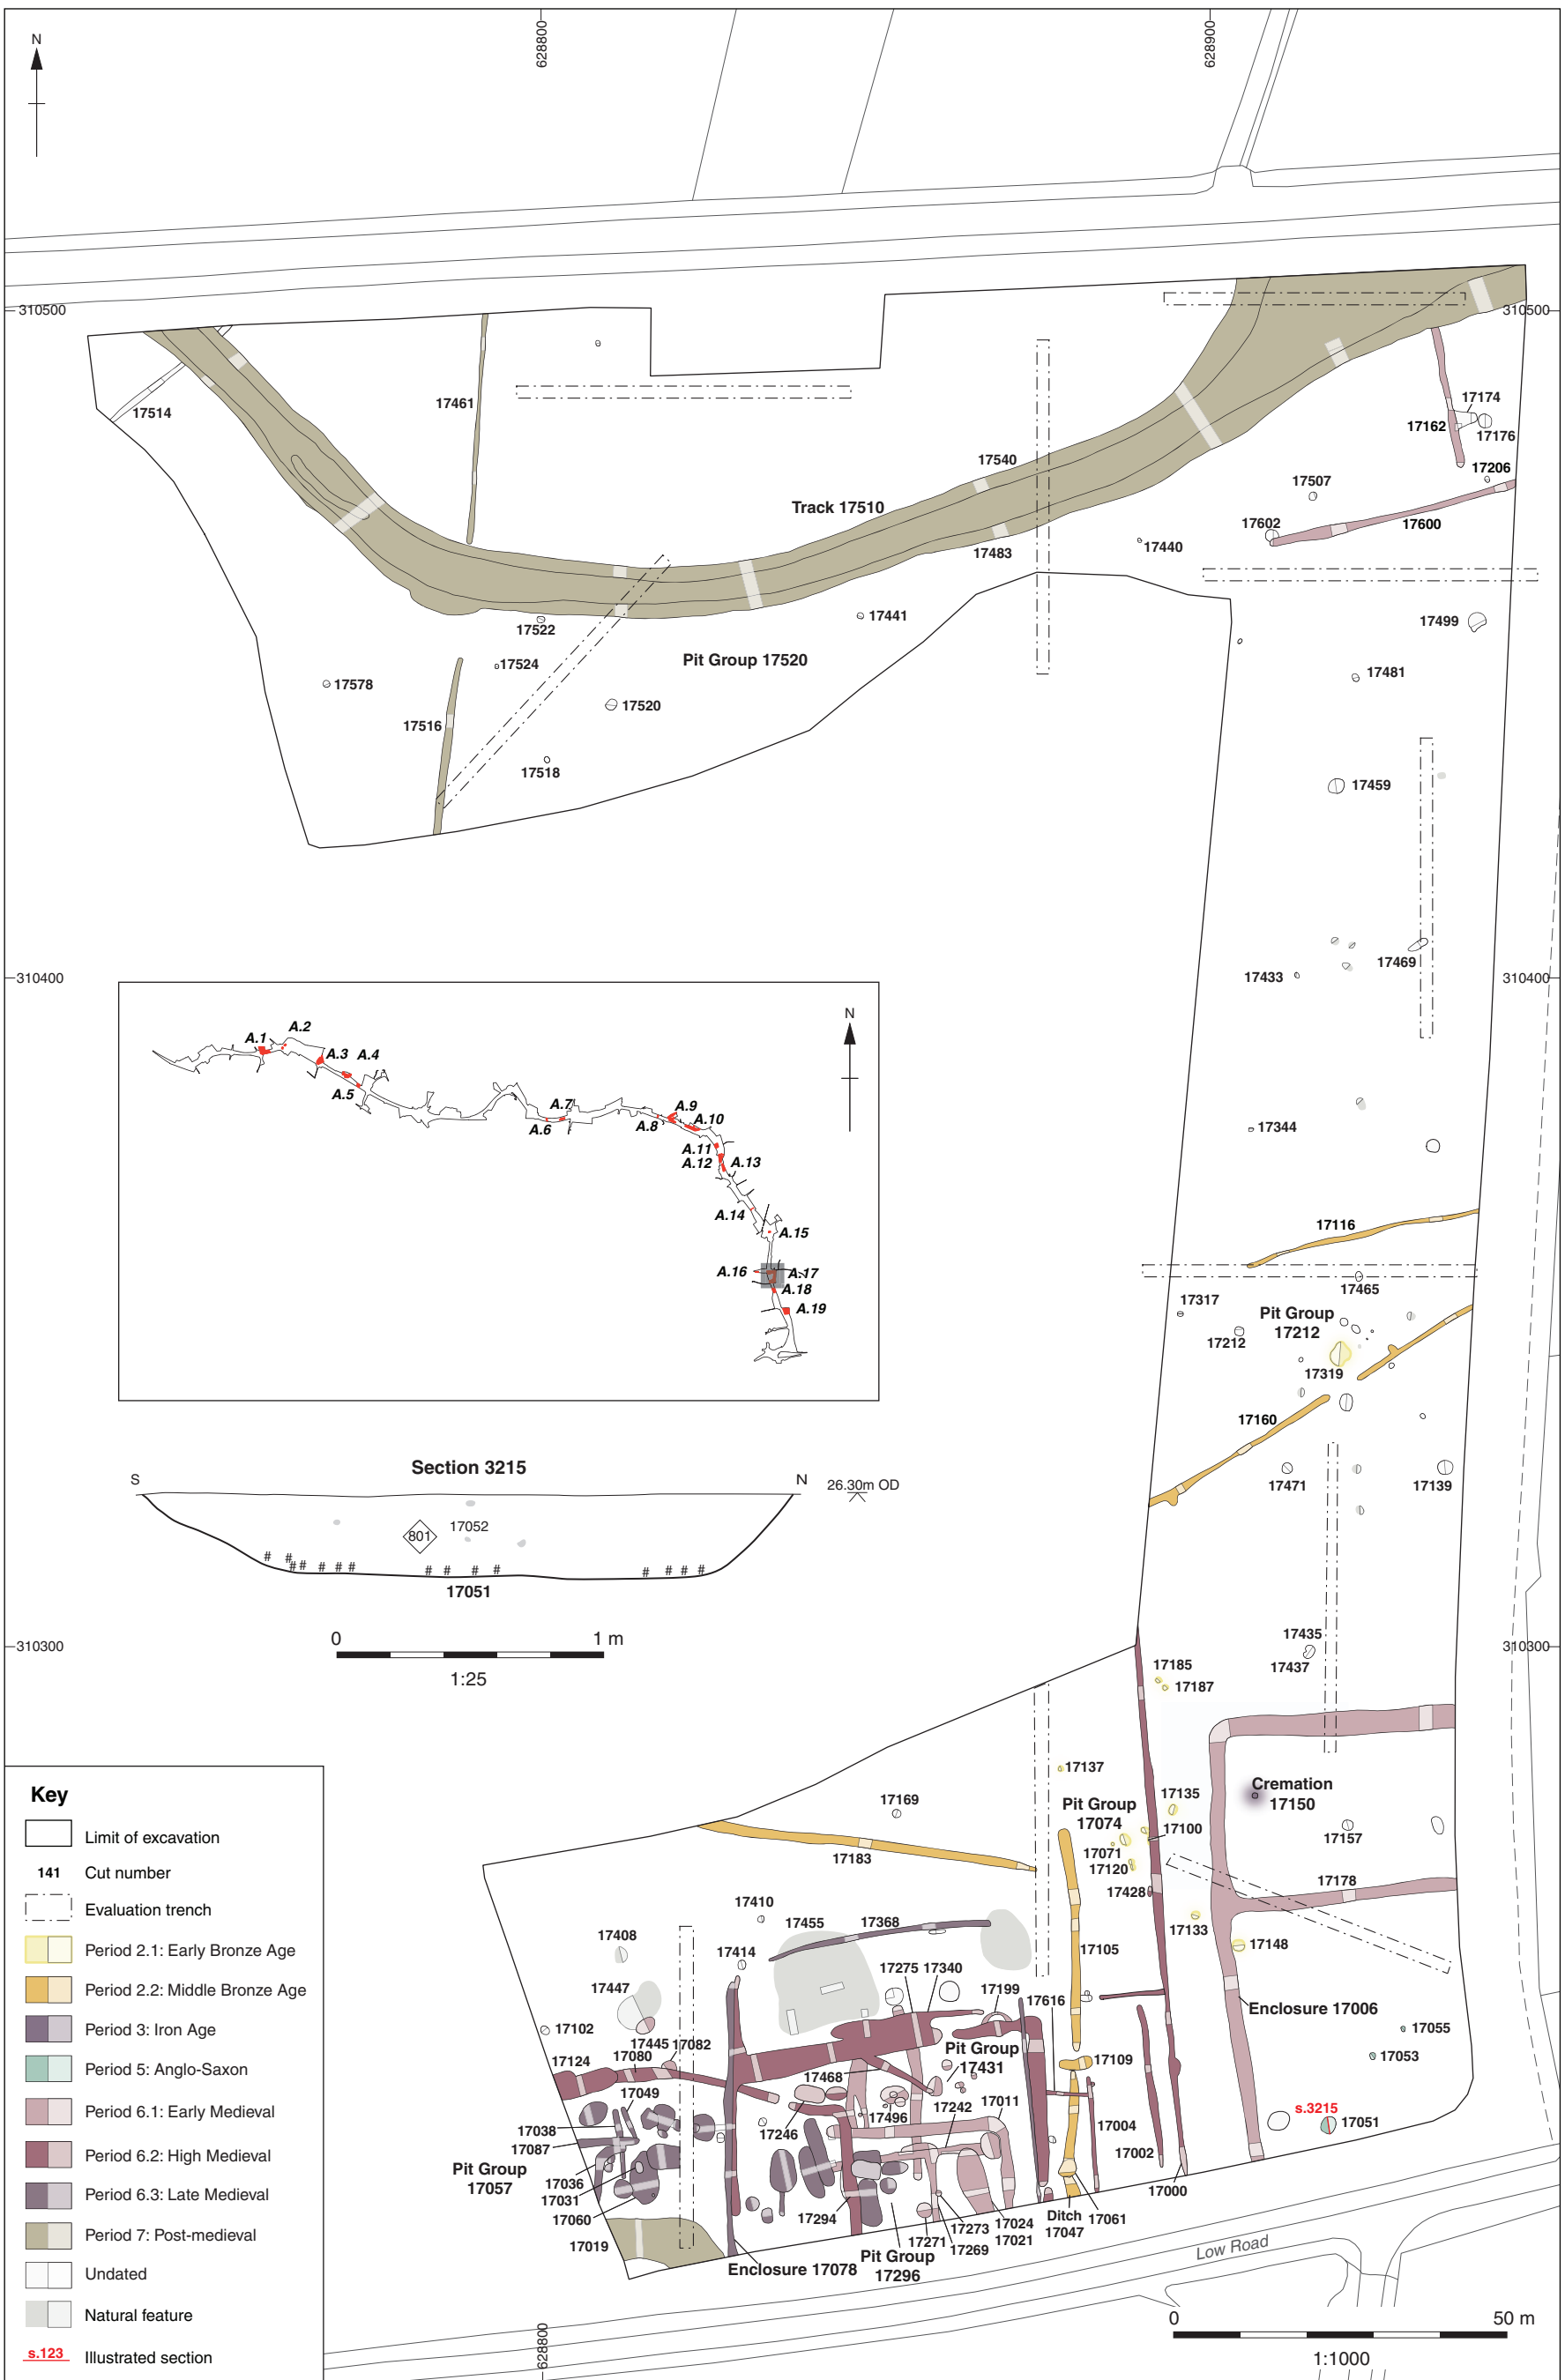 N
628800
628900
310500
310500
17514
17461
17540
Track 17510
17483
17440
17174
17162
17176
17206
17507
17602
17600
17522
17524
17441
Pit Group 17520
17578
17516
17520
17518
17499
17481
17459
17469
17433
310400
310400
N
A.1
A.2
A.3
A.4
A.5
A.6
A.7
A.8
A.9
A.10
A.11
A.12
A.13
A.14
A.15
A.16
A.17
A.18
A.19
17344
17116
17465
17317
Pit Group
17212
17212
17319
17160
17471
17139
Section 3215
S
N
26.30m OD
801
17052
# # # # # # # # # # # # # # #
17051
0
1 m
1:25
310300
310300
17435
17437
17185
17187
17137
Cremation
17150
17135
Pit Group
17074
17100
17071
17120
17157
17169
17183
17428
17178
17133
17148
17410
17455
17368
17105
17408
17414
17447
17275
17340
17199
17616
Enclosure 17006
17055
17053
17102
17445
17082
17124
17080
Pit Group
17431
17109
17468
17049
17011
17496
17242
17004
s.3215
17051
17038
17087
17246
17002
Pit Group
17057
17036
17031
17060
17000
17294
17024
17021
Ditch
17047
17061
17273
17271
17269
17019
Enclosure 17078
Pit Group
17296
Low Road
628800
0
50 m
1:1000
Key
Limit of excavation
141
Cut number
Evaluation trench
Period 2.1: Early Bronze Age
Period 2.2: Middle Bronze Age
Period 3: Iron Age
Period 5: Anglo-Saxon
Period 6.1: Early Medieval
Period 6.2: High Medieval
Period 6.3: Late Medieval
Period 7: Post-medieval
Undated
Natural feature
s.123
Illustrated section